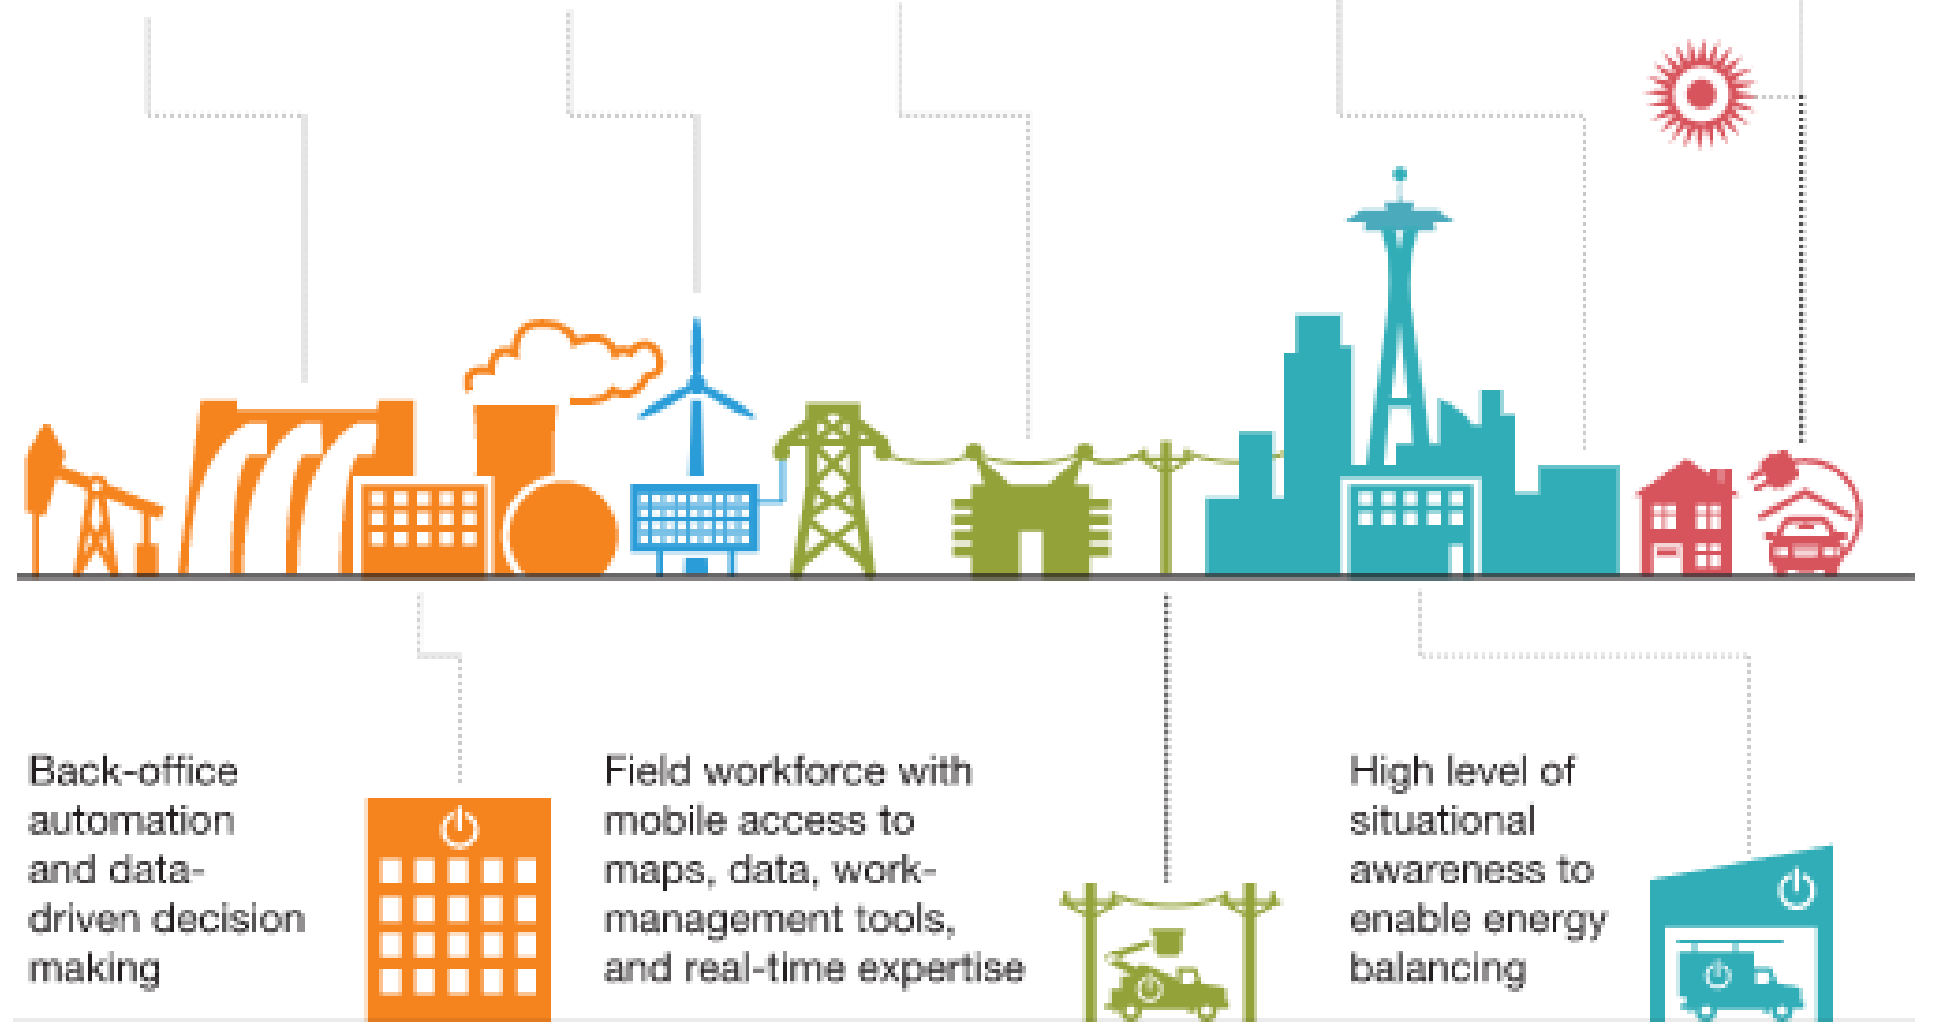 Back-office
automation
and data-
driven decision
making
Field workforce with
mobile access to
maps, data, work-
management tools,
and real-time expertise
High level of
situational
awareness to
enable energy
balancing